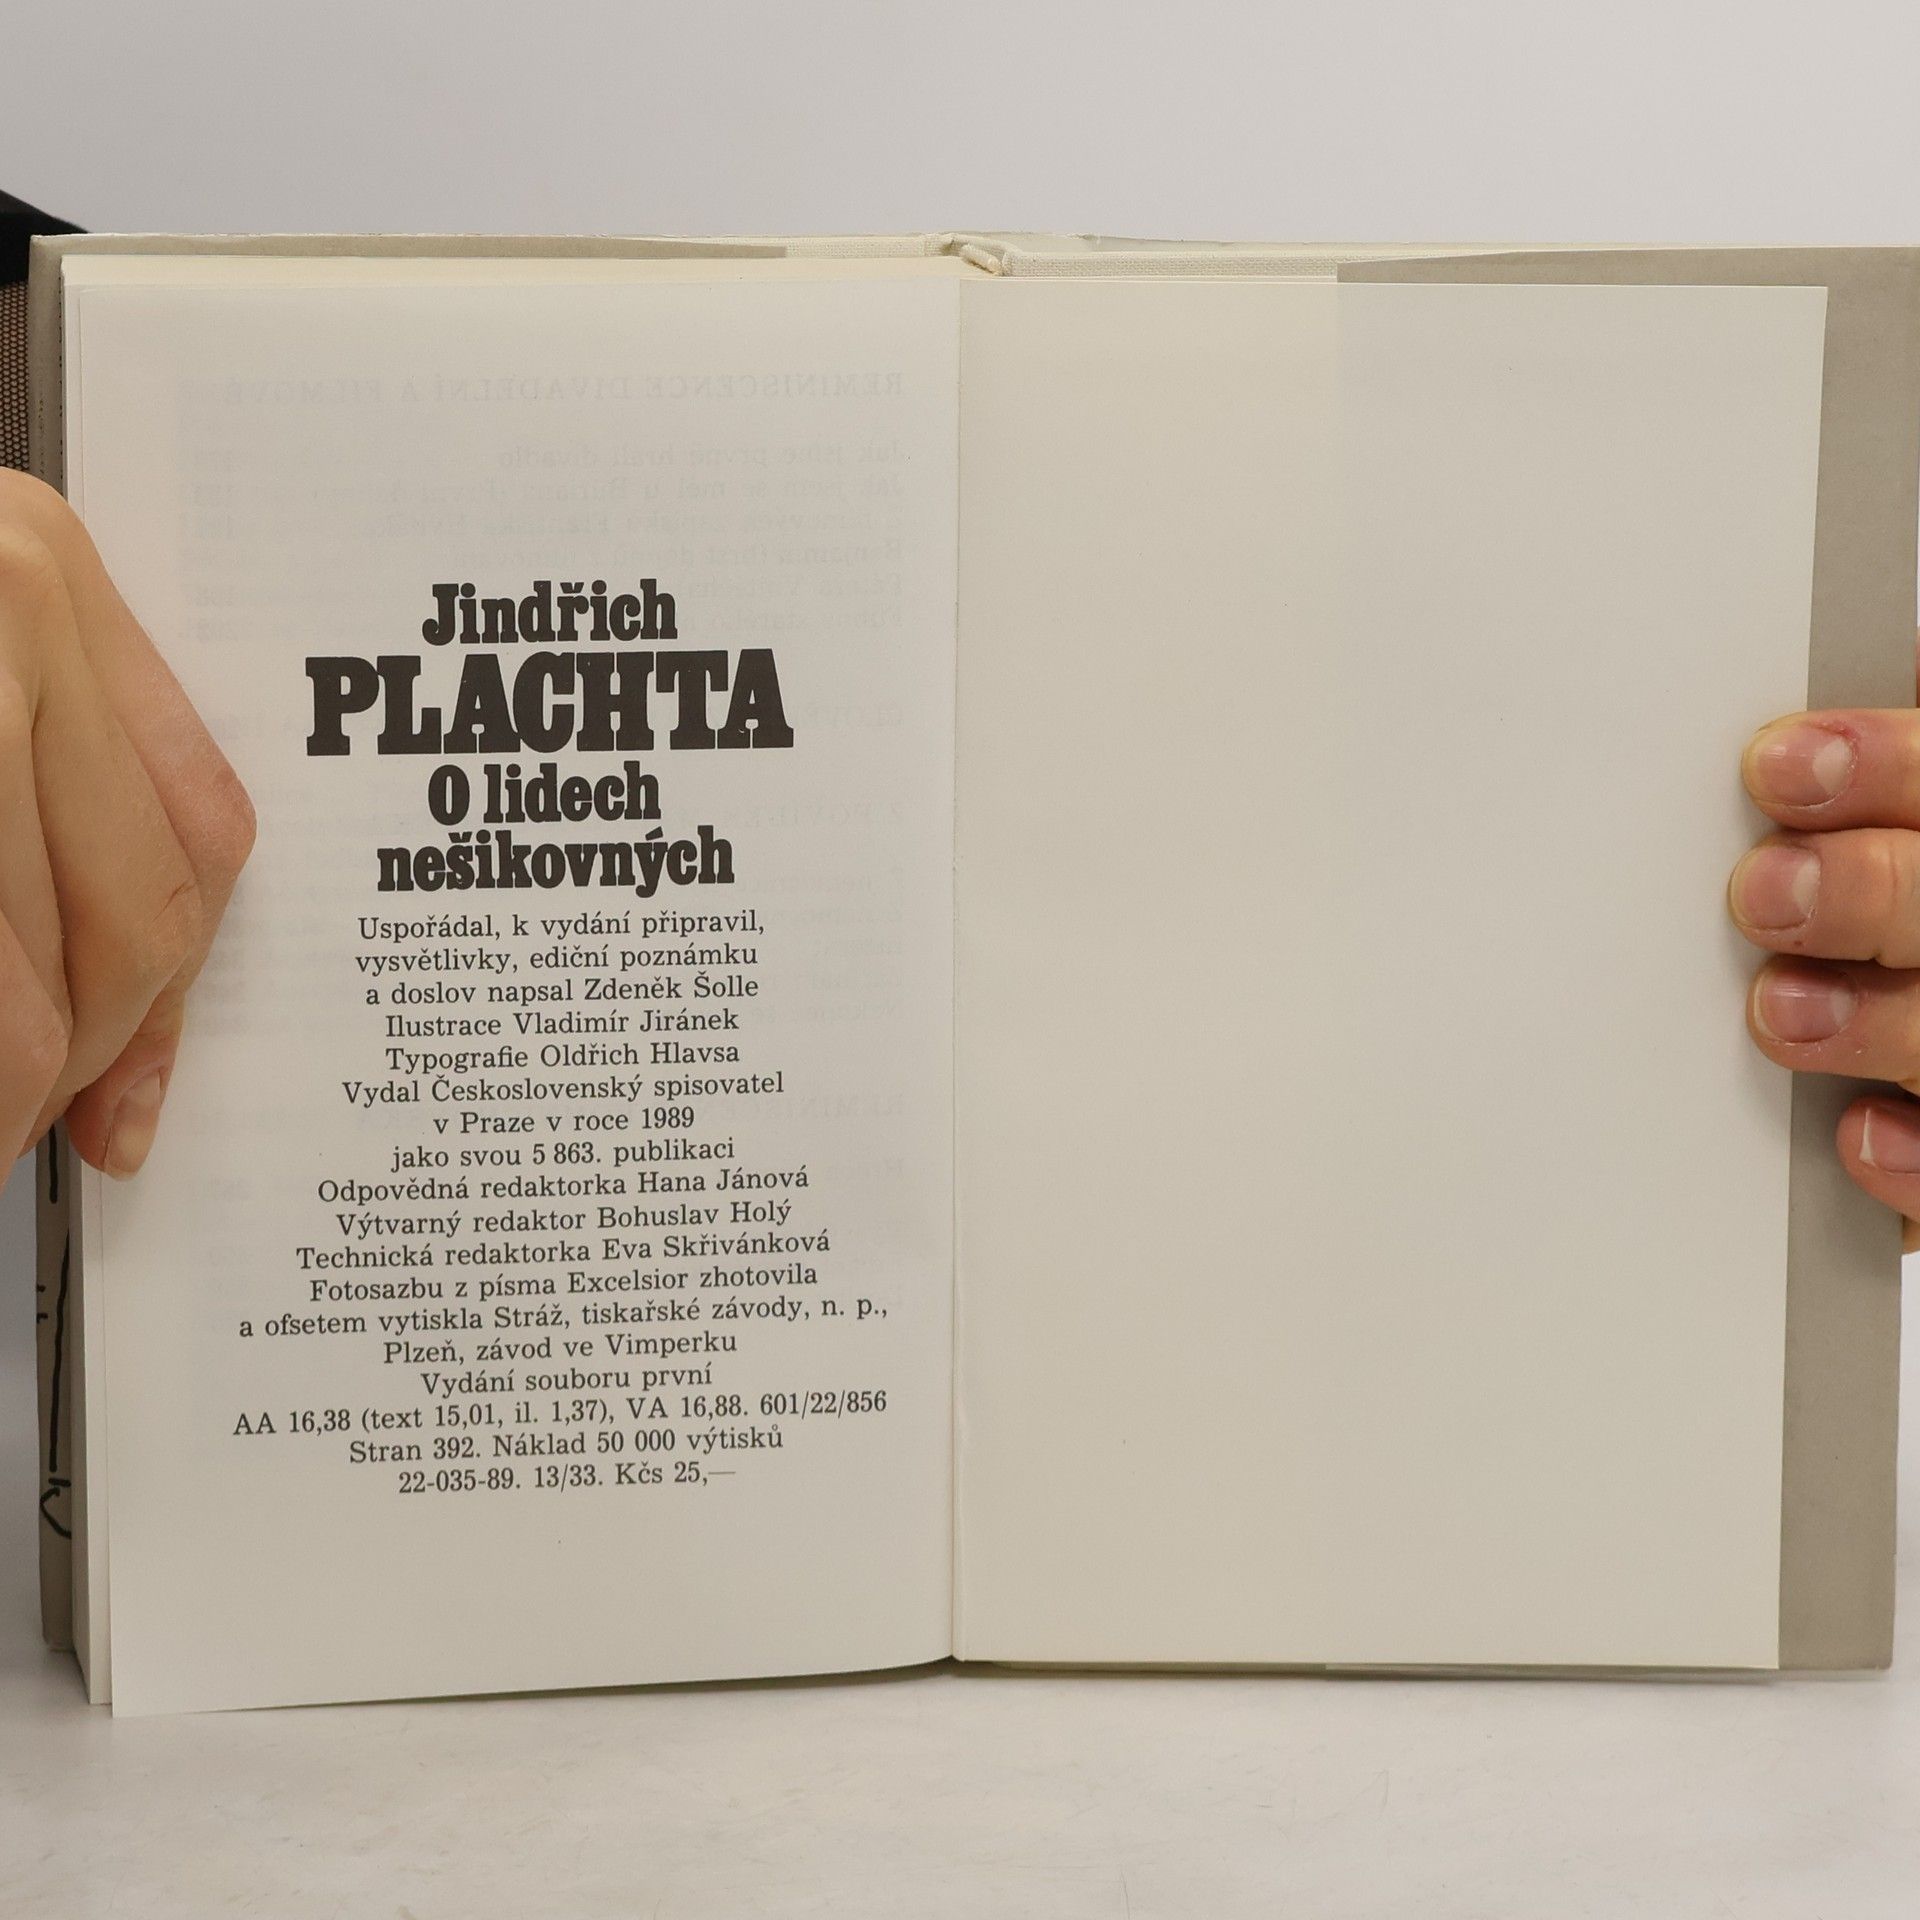 Jindřich
PLACHTA
O lidech
nešikovných
Uspořádal, k vydání připravil,
vysvětlivky, ediční poznámku
a doslov napsal Zdeněk Šolle
Ilustrace Vladimír Jiránek
Typografie Oldřich Hlavsa
Vydal Československý spisovatel
v Praze v roce 1989
jako svou 5 863. publikaci
Odpovědná redaktorka Hana Jánová
Výtvarný redaktor Bohuslav Holý
Technická redaktorka Eva Skřivánková
Fotosazbu z písma Excelsior zhotovila
a ofsetem vytiskla Stráž, tiskařské závody, n. p.,
Plzeň, závod ve Vimperku
Vydání souboru první
AA 16,38 (text 15,01, il. 1,37), VA 16,88. 601/22/856
Stran 392. Náklad 50 000 výtisků
22-035-89. 13/33. Kčs 25,—